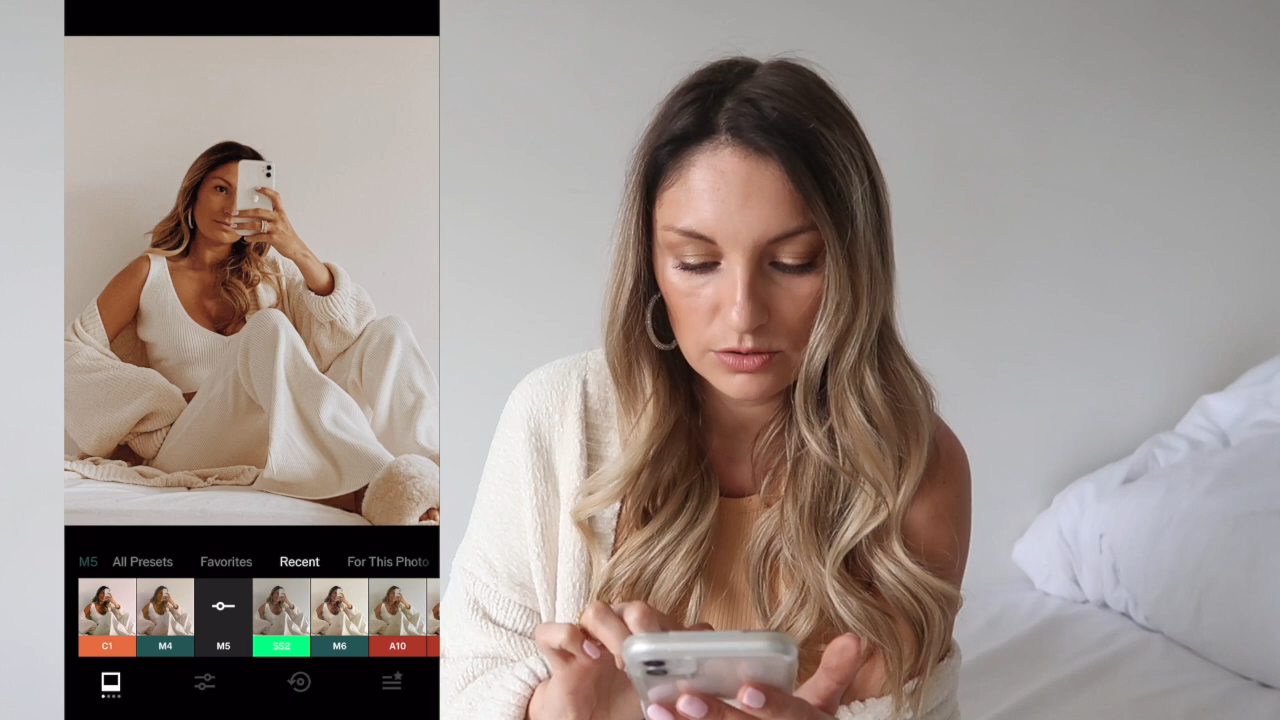 M5 All Presets Favorites Recent For This Photo
C1 M4 M5 SS2 M6 A10